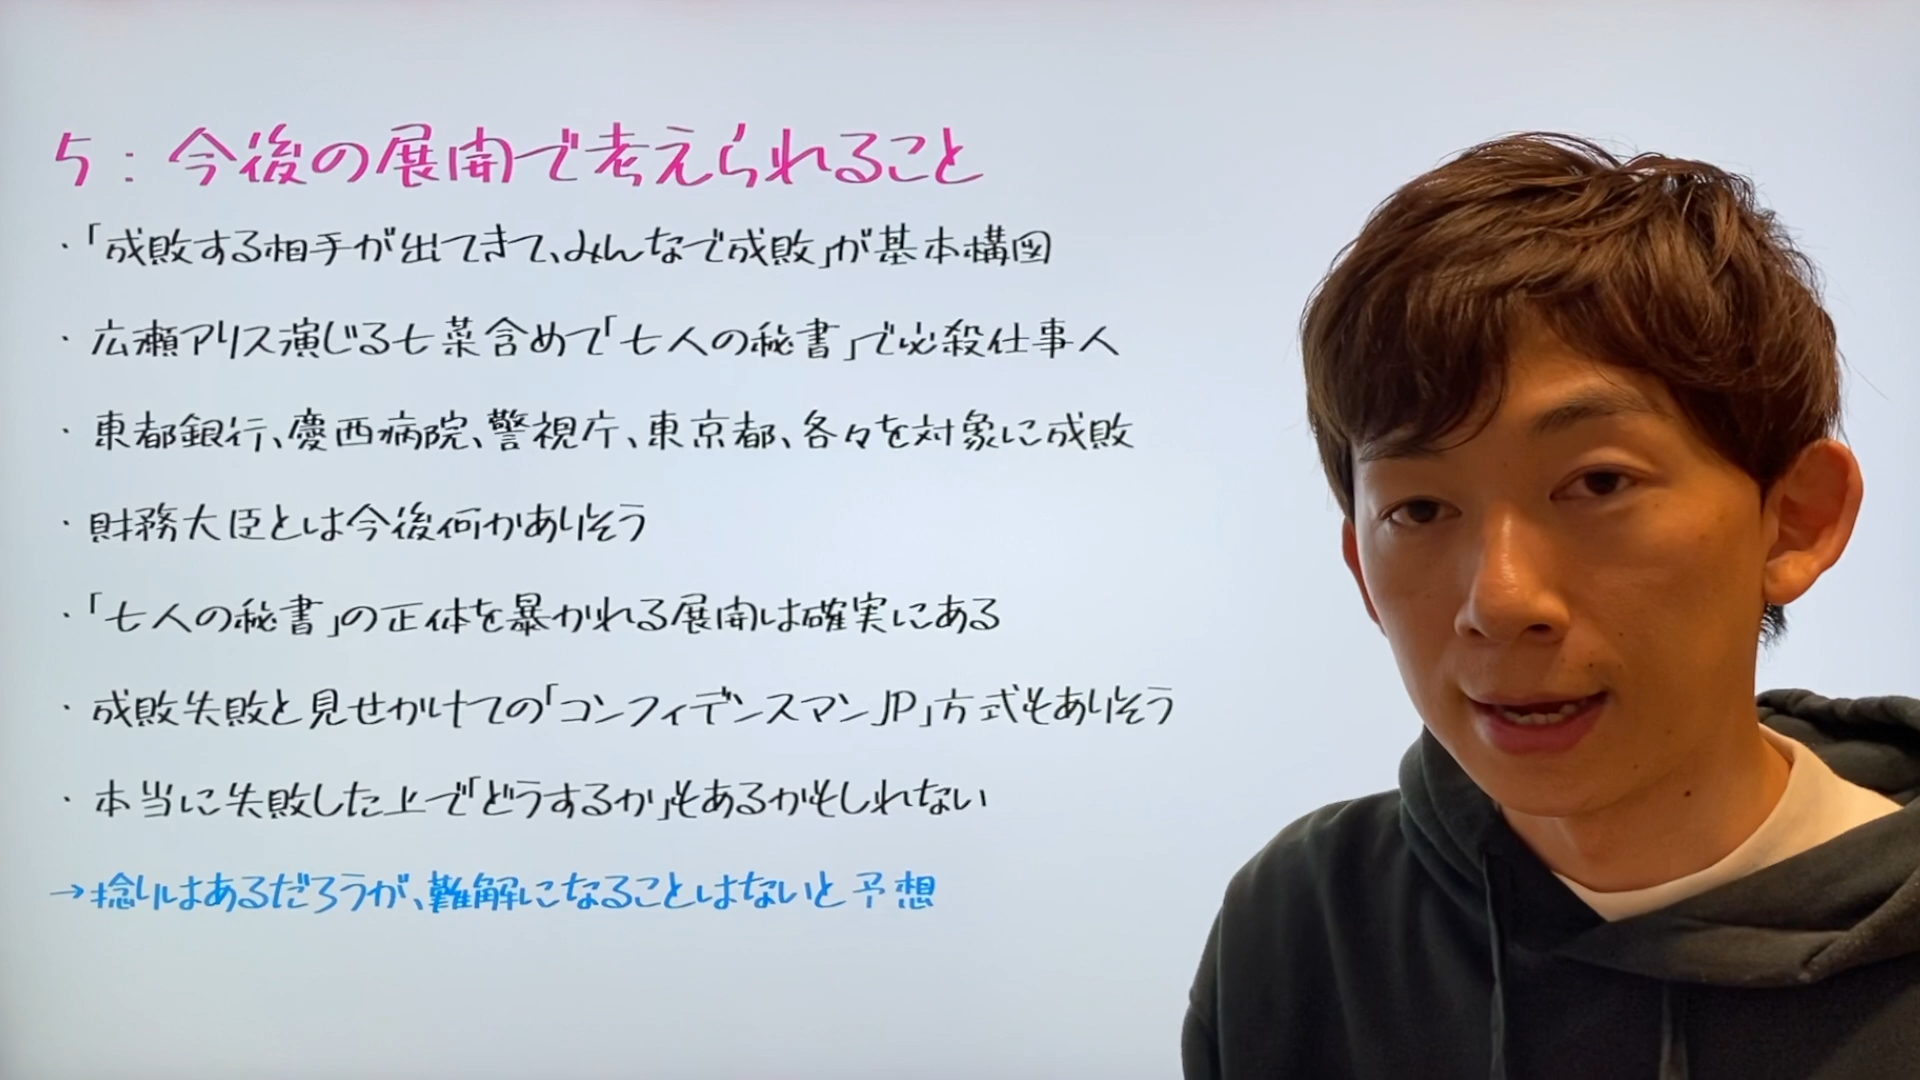 5：今後の展開で考えられること
・「成敗する相手が出てきて、みんなで成敗」が基本構図
・広瀬アリス演じる七菜含めて「七人の秘書」で必殺仕事人
・東都銀行、慶西病院、警視庁、東京都、各々を対象に成敗
・財務大臣とは今後何かありそう
・「七人の秘書」の正体を暴かれる展開は確実にある
・成敗失敗と見せかけての「コンフィデンスマンJP」方式もありそう
・本当に失敗した上で「どうするか」もあるかもしれない
→捻りはあるだろうが、難解になることはないと予想